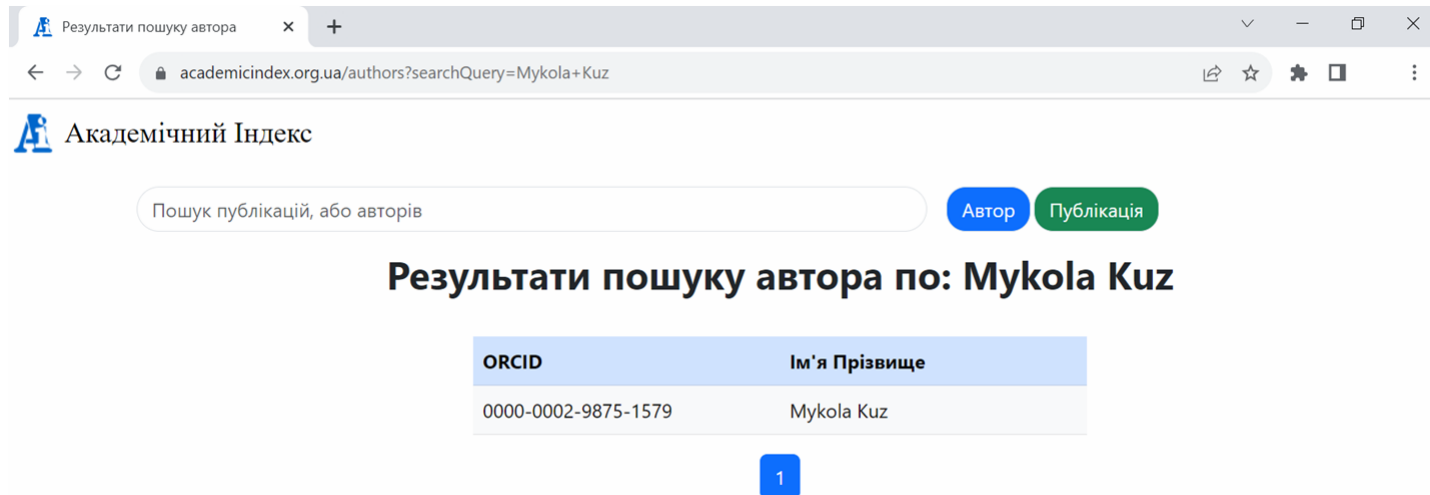 Результати пошуку автора
academicindex.org.ua/authors?searchQuery=Mykola+Kuz
Академічний Індекс
Пошук публікацій, або авторів Автор Публікація
Результати пошуку автора по: Mykola Kuz
ORCID Ім'я Прізвище
0000-0002-9875-1579 Mykola Kuz
1